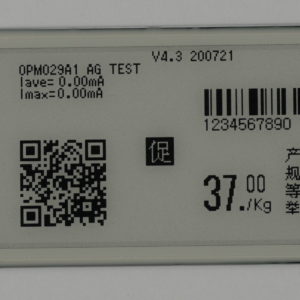 V4.3 200721
OPM029A1 AG TEST
Iave= 0.00mA
Imax=0.00mA
1234567890
促
37.00/Kg
产
规
等
举